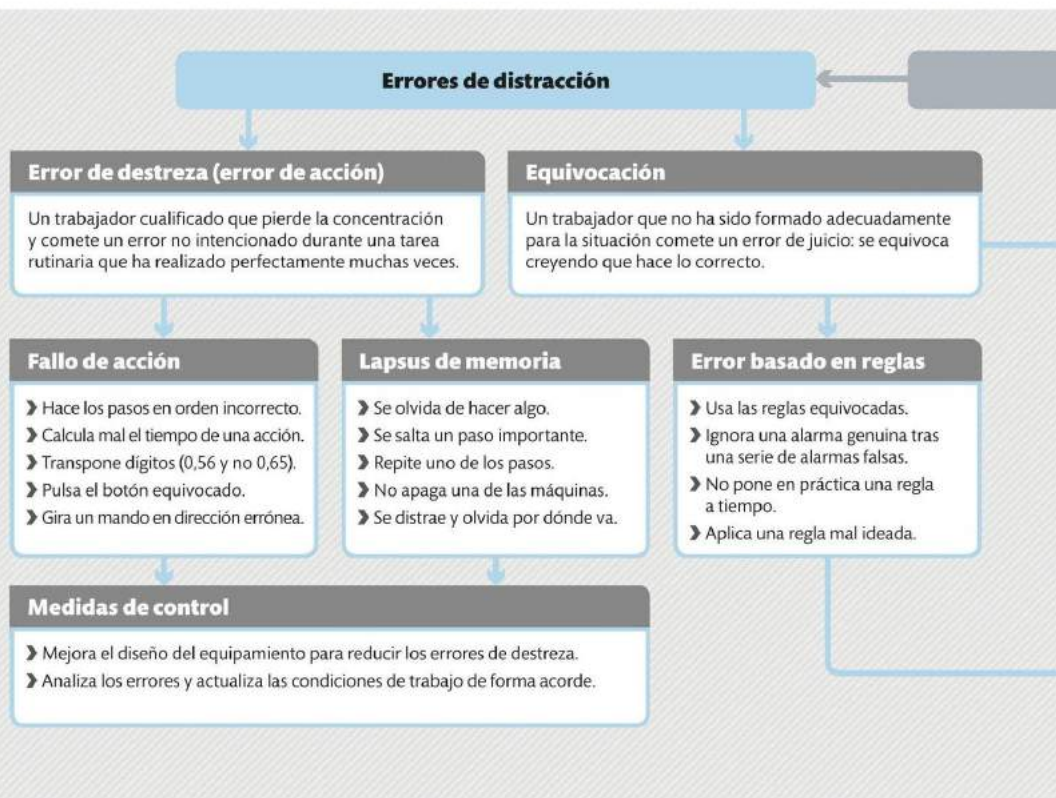 Errores de distracción
Error de destreza (error de acción)
Un trabajador cualificado que pierde la concentración
y comete un error no intencionado durante una tarea
rutinaria que ha realizado perfectamente muchas veces.
Equivocación
Un trabajador que no ha sido formado adecuadamente
para la situación comete un error de juicio: se equivoca
creyendo que hace lo correcto.
Fallo de acción
❱ Hace los pasos en orden incorrecto.
❱ Calcula mal el tiempo de una acción.
❱ Transpone dígitos (0,56 y no 0,65).
❱ Pulsa el botón equivocado.
❱ Gira un mando en dirección errónea.
Lapsus de memoria
❱ Se olvida de hacer algo.
❱ Se salta un paso importante.
❱ Repite uno de los pasos.
❱ No apaga una de las máquinas.
❱ Se distrae y olvida por dónde va.
Error basado en reglas
❱ Usa las reglas equivocadas.
❱ Ignora una alarma genuina tras
una serie de alarmas falsas.
❱ No pone en práctica una regla
a tiempo.
❱ Aplica una regla mal ideada.
Medidas de control
❱ Mejora el diseño del equipamiento para reducir los errores de destreza.
❱ Analiza los errores y actualiza las condiciones de trabajo de forma acorde.